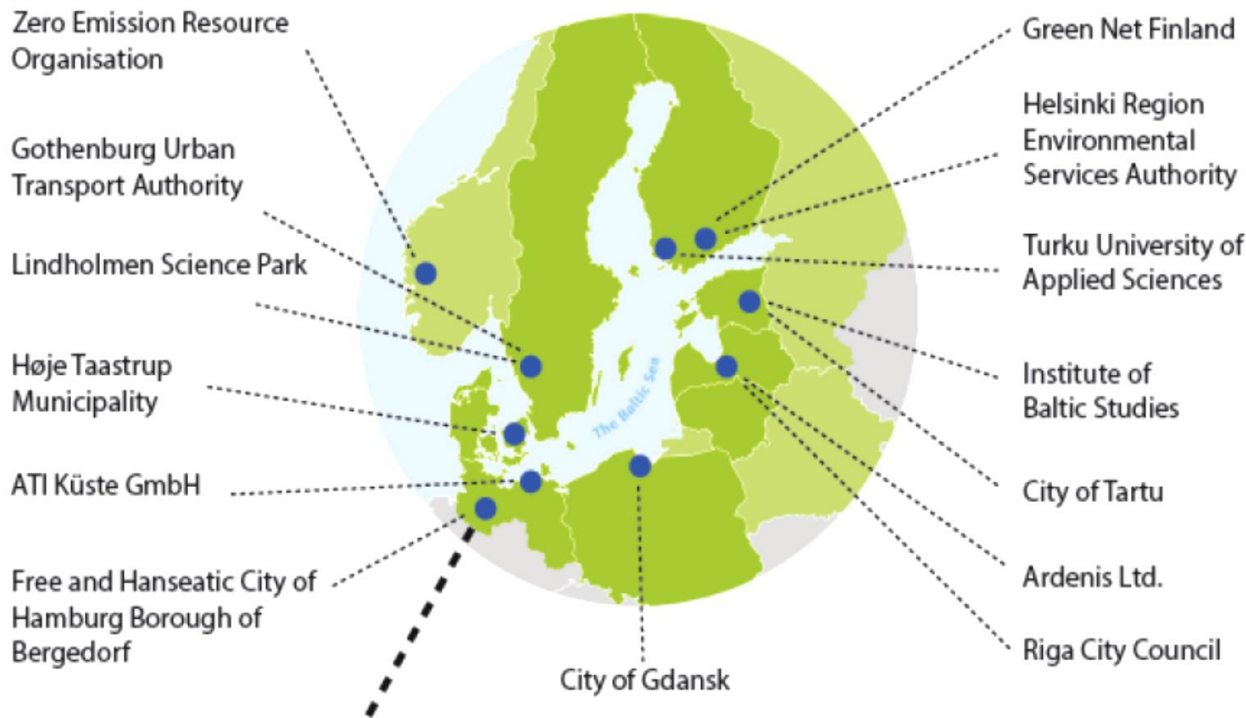 Zero Emission Resource
Organisation
Gothenburg Urban
Transport Authority
Lindholmen Science Park
Høje Taastrup
Municipality
ATI Küste GmbH
Free and Hanseatic City of
Hamburg Borough of
Bergedorf
The Baltic Sea
City of Gdansk
Green Net Finland
Helsinki Region
Environmental
Services Authority
Turku University of
Applied Sciences
Institute of
Baltic Studies
City of Tartu
Ardenis Ltd.
Riga City Council